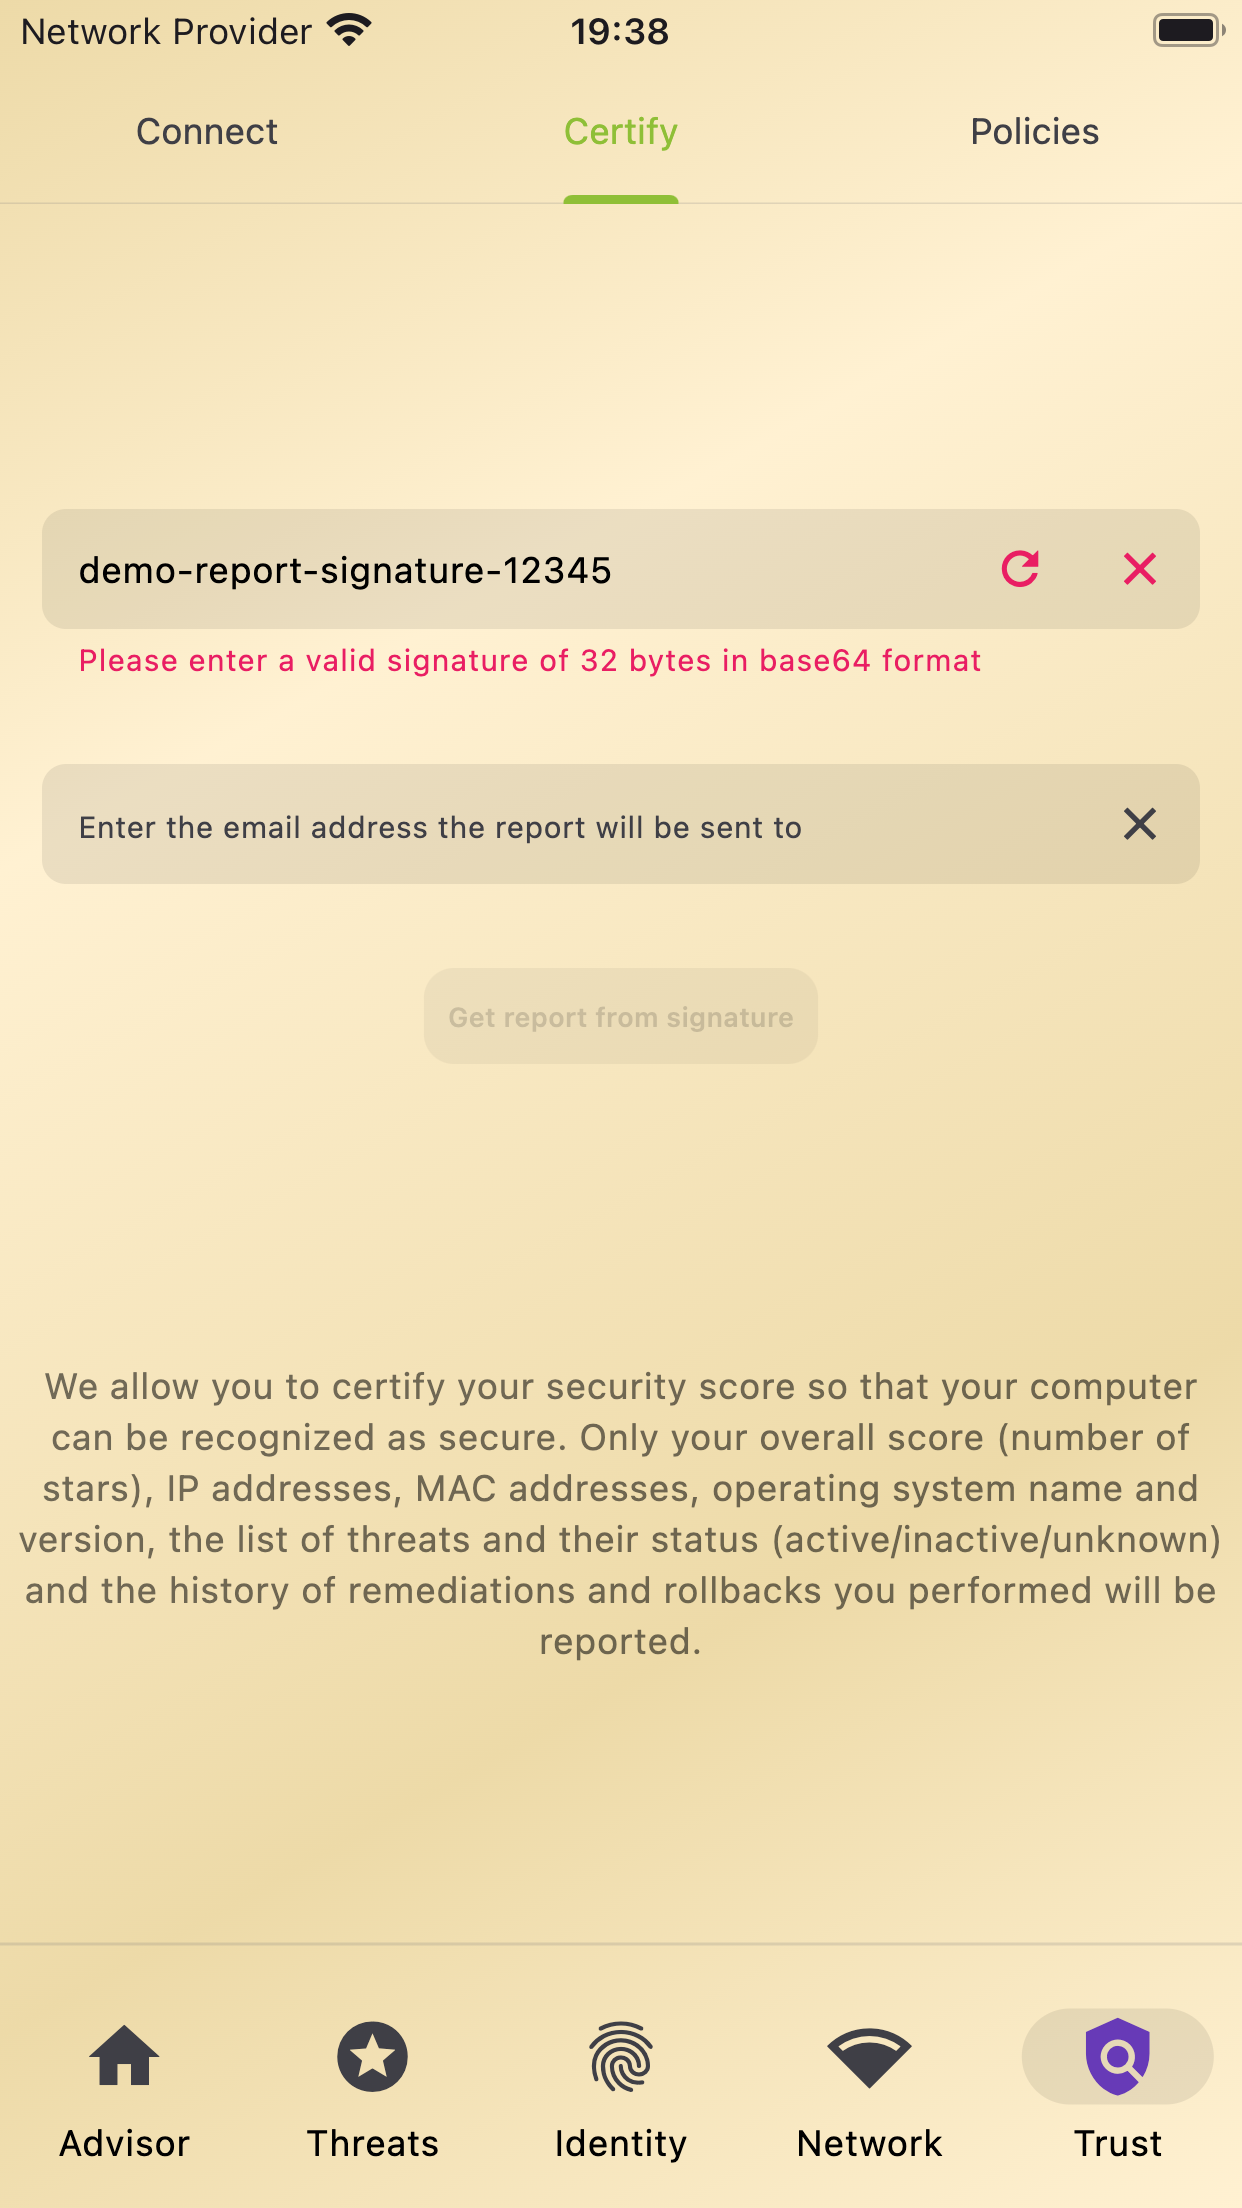 Network Provider
19:38
Connect
Certify
Policies
demo-report-signature-12345
Please enter a valid signature of 32 bytes in base64 format
Enter the email address the report will be sent to
Get report from signature
We allow you to certify your security score so that your computer
can be recognized as secure. Only your overall score (number of
stars), IP addresses, MAC addresses, operating system name and
version, the list of threats and their status (active/inactive/unknown)
and the history of remediations and rollbacks you performed will be
reported.
Advisor
Threats
Identity
Network
Trust